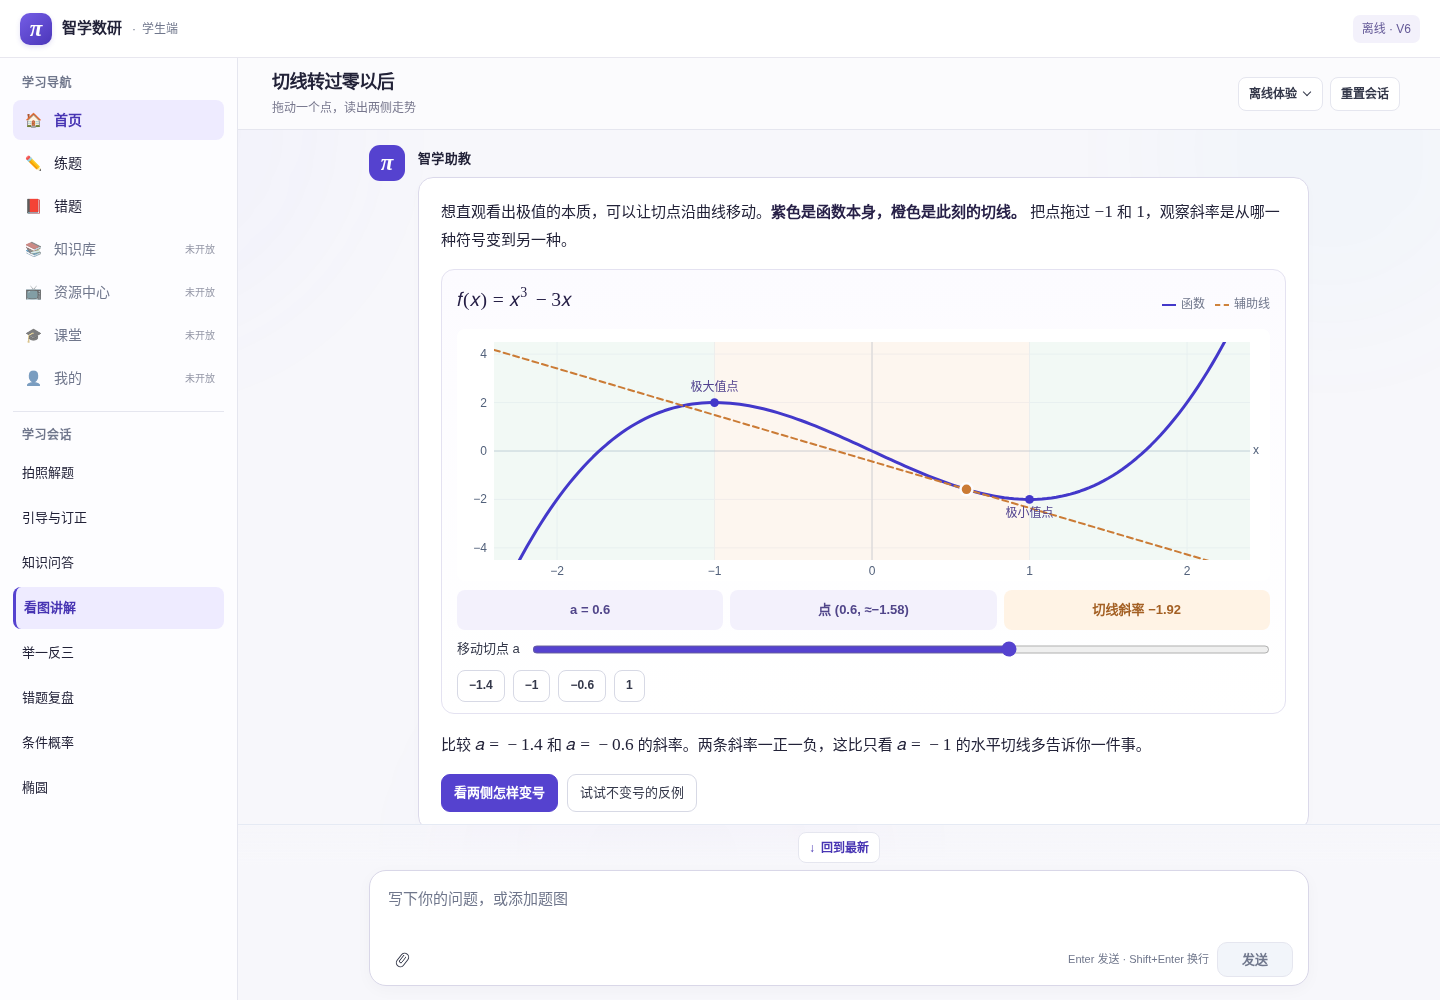 π 智学数研 · 学生端
离线 · V6
学习导航
🏠 首页
✏️ 练题
📕 错题
📚 知识库 未开放
📺 资源中心 未开放
🎓 课堂 未开放
👤 我的 未开放
学习会话
拍照解题
引导与订正
知识问答
看图讲解
举一反三
错题复盘
条件概率
椭圆
切线转过零以后
拖动一个点，读出两侧走势
离线体验
重置会话
π 智学助教
想直观看出极值的本质，可以让切点沿曲线移动。紫色是函数本身，橙色是此刻的切线。 把点拖过 −1 和 1，观察斜率是从哪一
种符号变到另一种。
f(x) = x³ − 3x
函数 辅助线
4
2
0
−2
−4
极大值点
极小值点
x
−2 −1 0 1 2
a = 0.6
点 (0.6, ≈−1.58)
切线斜率 −1.92
移动切点 a
−1.4 −1 −0.6 1
比较 a = −1.4 和 a = −0.6 的斜率。两条斜率一正一负，这比只看 a = −1 的水平切线多告诉你一件事。
看两侧怎样变号
试试不变号的反例
↓ 回到最新
写下你的问题，或添加题图
Enter 发送 · Shift+Enter 换行
发送